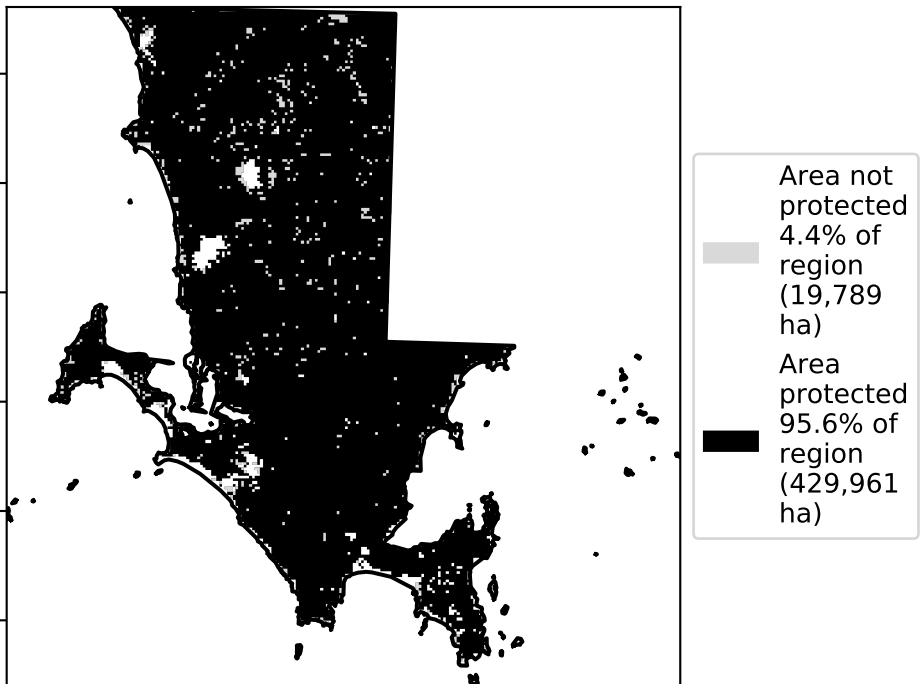 Area not
protected
4.4% of
region
(19,789
ha)
Area
protected
95.6% of
region
(429,961
ha)